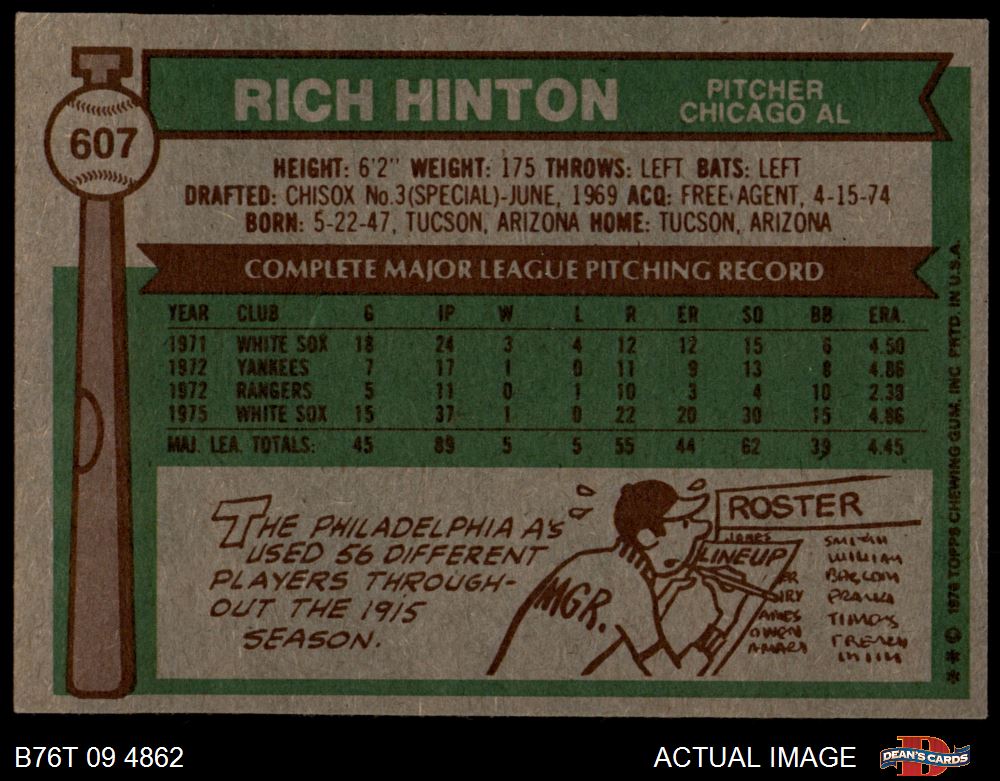 607
RICH HINTON
PITCHER
CHICAGO AL
HEIGHT: 6'2" WEIGHT: 175 THROWS: LEFT BATS: LEFT
DRAFTED: CHISOX No.3(SPECIAL)-JUNE, 1969 ACQ: FREE AGENT, 4-15-74
BORN: 5-22-47, TUCSON, ARIZONA HOME: TUCSON, ARIZONA
COMPLETE MAJOR LEAGUE PITCHING RECORD
YEAR CLUB G IP W L R ER SO BB ERA.
1971 WHITE SOX 18 24 3 4 12 12 15 6 4.50
1972 YANKEES 7 17 1 0 11 9 13 8 4.86
1972 RANGERS 5 11 0 1 10 3 4 10 2.38
1975 WHITE SOX 15 37 1 0 22 20 30 15 4.86
MAJ. LEA. TOTALS: 45 89 5 5 55 44 62 39 4.45
THE PHILADELPHIA A'S
USED 56 DIFFERENT
PLAYERS THROUGH-
OUT THE 1915
SEASON.
MGR.
ROSTER
JAMES
LINEUP
SMITH
WILLIAM
OWEN
FRENCH
**© 1976 TOPPS CHEWING GUM, INC. PRTD. IN U.S.A.
B76T 09 4862
ACTUAL IMAGE
DEAN'S CARDS